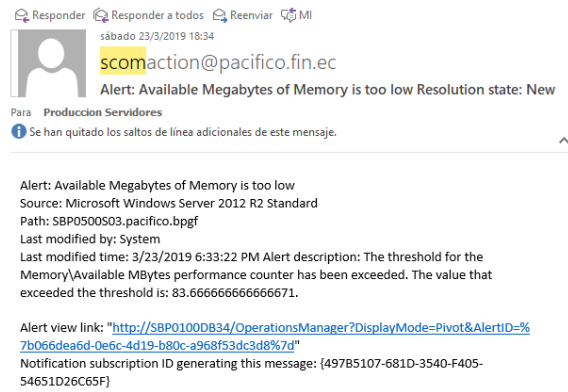 Responder Responder a todos Reenviar MI
sábado 23/3/2019 18:34
scomaction@pacifico.fin.ec
Alert: Available Megabytes of Memory is too low Resolution state: New
Para Produccion Servidores
Se han quitado los saltos de línea adicionales de este mensaje.
Alert: Available Megabytes of Memory is too low
Source: Microsoft Windows Server 2012 R2 Standard
Path: SBP0500S03.pacifico.bpgf
Last modified by: System
Last modified time: 3/23/2019 6:33:22 PM Alert description: The threshold for the
Memory\Available MBytes performance counter has been exceeded. The value that
exceeded the threshold is: 83.666666666666671.
Alert view link: "http://SBP0100DB34/OperationsManager?DisplayMode=Pivot&AlertID=%
7b066dea6d-0e6c-4d19-b80c-a968f53dc3d8%7d"
Notification subscription ID generating this message: {497B5107-681D-3540-F405-
54651D26C65F}